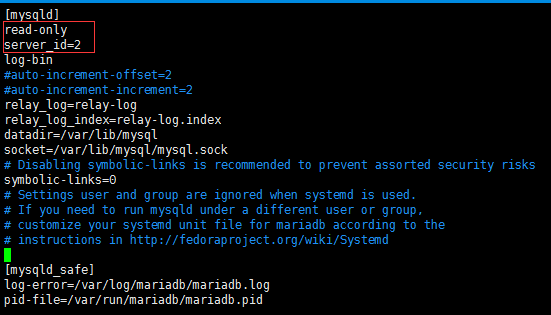 [mysqld]
read-only
server_id=2
log-bin
#auto-increment-offset=2
#auto-increment-increment=2
relay_log=relay-log
relay_log_index=relay-log.index
datadir=/var/lib/mysql
socket=/var/lib/mysql/mysql.sock
# Disabling symbolic-links is recommended to prevent assorted security risks
symbolic-links=0
# Settings user and group are ignored when systemd is used.
# If you need to run mysqld under a different user or group,
# customize your systemd unit file for mariadb according to the
# instructions in http://fedoraproject.org/wiki/Systemd
[mysqld_safe]
log-error=/var/log/mariadb/mariadb.log
pid-file=/var/run/mariadb/mariadb.pid